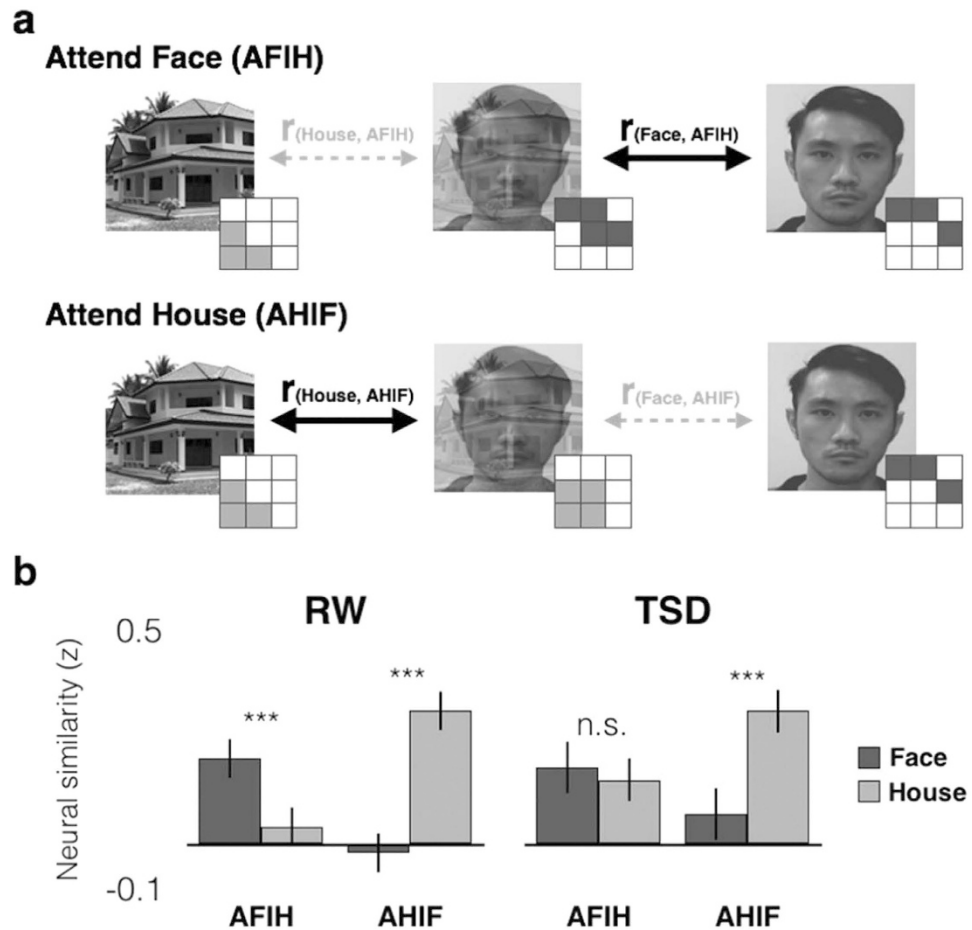 a
Attend Face (AFIH)
r(House, AFIH)
r(Face, AFIH)
Attend House (AHIF)
r(House, AHIF)
r(Face, AHIF)
b
RW
TSD
0.5
Neural similarity (z)
-0.1
***
***
n.s.
***
Face
House
AFIH
AHIF
AFIH
AHIF